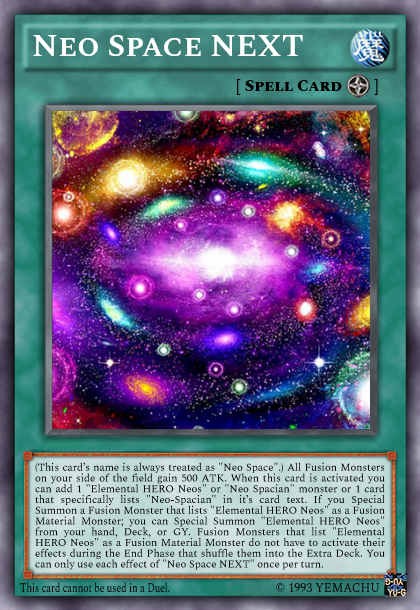 NEO SPACE NEXT
魔
[ SPELL CARD ]
(This card's name is always treated as "Neo Space".) All Fusion Monsters
on your side of the field gain 500 ATK. When this card is activated you
can add 1 "Elemental HERO Neos" or "Neo Spacian" monster or 1 card
that specifically lists "Neo-Spacian" in it's card text. If you Special
Summon a Fusion Monster that lists "Elemental HERO Neos" as a Fusion
Material Monster; you can Special Summon "Elemental HERO Neos"
from your hand, Deck, or GY. Fusion Monsters that list "Elemental
HERO Neos" as a Fusion Material Monster do not have to activate their
effects during the End Phase that shuffle them into the Extra Deck. You
can only use each effect of "Neo Space NEXT" once per turn.
This card cannot be used in a Duel.
© 1993 YEMACHU